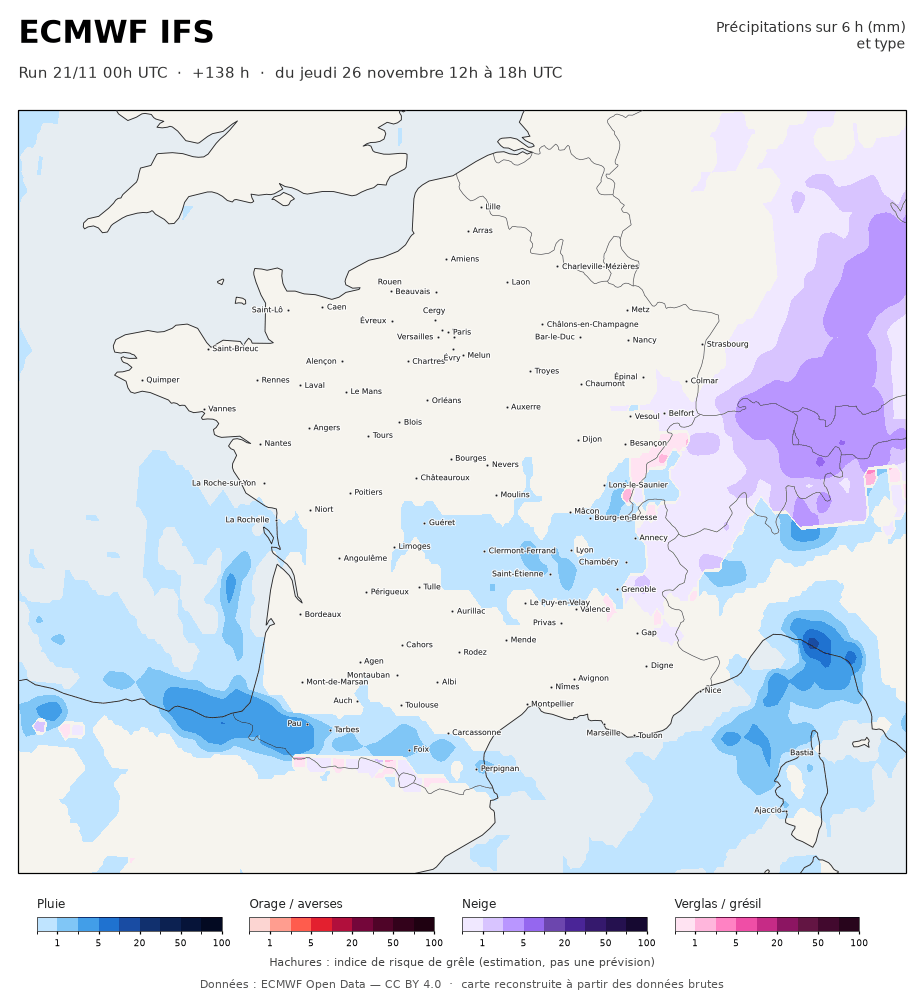 ECMWF IFS
Précipitations sur 6 h (mm)
et type
Run 21/11 00h UTC · +138 h · du jeudi 26 novembre 12h à 18h UTC
Lille
Arras
Amiens
Charleville-Mézières
Rouen
Beauvais
Laon
Saint-Lô
Caen
Cergy
Metz
Évreux
Châlons-en-Champagne
Versailles
Paris
Bar-le-Duc
Nancy
Strasbourg
Saint-Brieuc
Alençon
Chartres
Évry
Melun
Quimper
Rennes
Laval
Le Mans
Troyes
Chaumont
Épinal
Colmar
Vannes
Orléans
Auxerre
Vesoul
Belfort
Angers
Blois
Tours
Nantes
Dijon
Besançon
Bourges
Nevers
La Roche-sur-Yon
Châteauroux
Lons-le-Saunier
Poitiers
Moulins
Niort
Mâcon
La Rochelle
Guéret
Bourg-en-Bresse
Annecy
Limoges
Clermont-Ferrand
Lyon
Angoulême
Chambéry
Saint-Étienne
Périgueux
Tulle
Grenoble
Bordeaux
Aurillac
Le Puy-en-Velay
Valence
Privas
Cahors
Mende
Gap
Rodez
Agen
Digne
Montauban
Mont-de-Marsan
Albi
Avignon
Nîmes
Nice
Auch
Toulouse
Montpellier
Pau
Tarbes
Carcassonne
Marseille
Toulon
Foix
Bastia
Perpignan
Ajaccio
Pluie
Orage / averses
Neige
Verglas / grésil
1 5 20 50 100
1 5 20 50 100
1 5 20 50 100
1 5 20 50 100
Hachures : indice de risque de grêle (estimation, pas une prévision)
Données : ECMWF Open Data — CC BY 4.0 · carte reconstruite à partir des données brutes